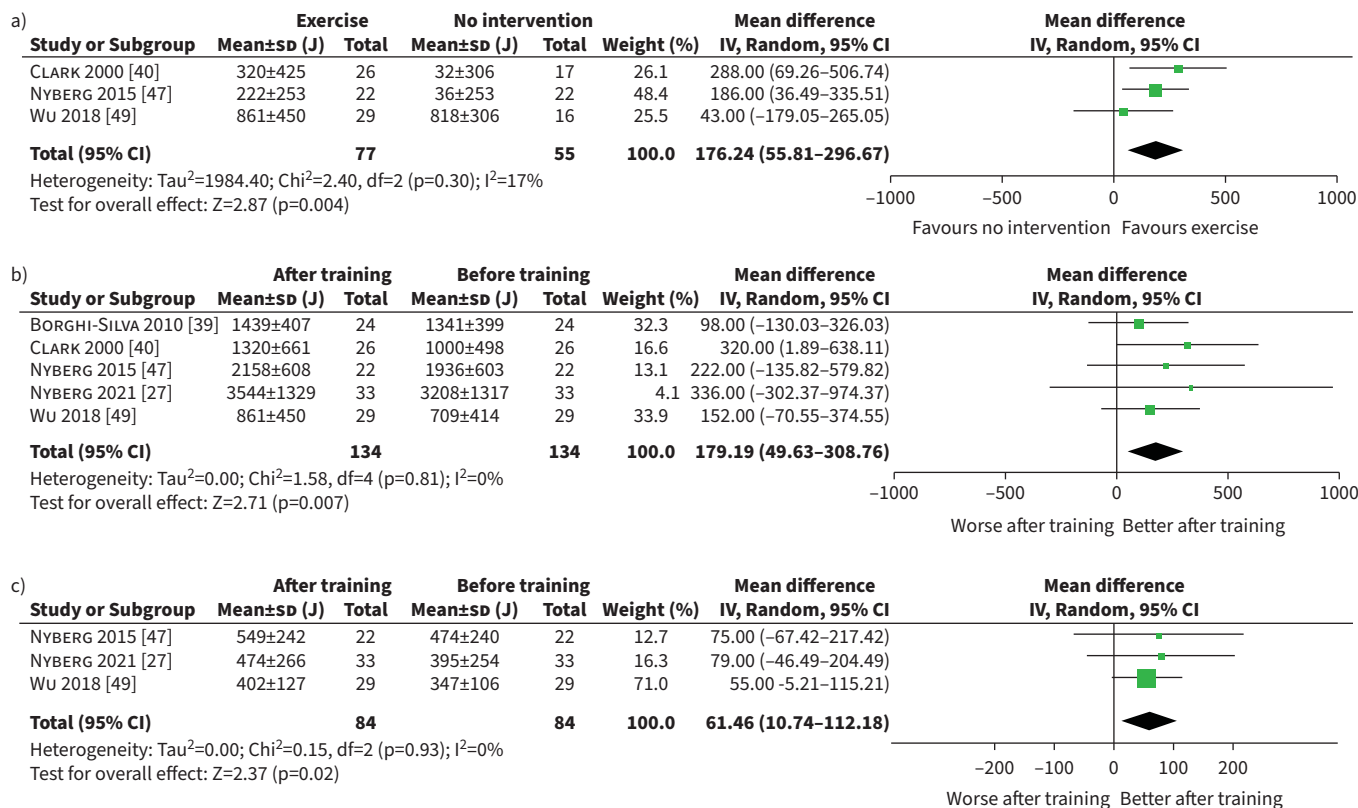 a) Exercise No intervention Mean difference Mean difference
Study or Subgroup Mean±SD (J) Total Mean±SD (J) Total Weight (%) IV, Random, 95% CI IV, Random, 95% CI
CLARK 2000 [40] 320±425 26 32±306 17 26.1 288.00 (69.26–506.74)
NYBERG 2015 [47] 222±253 22 36±253 22 48.4 186.00 (36.49–335.51)
WU 2018 [49] 861±450 29 818±306 16 25.5 43.00 (–179.05–265.05)
Total (95% CI) 77 55 100.0 176.24 (55.81–296.67)
Heterogeneity: Tau²=1984.40; Chi²=2.40, df=2 (p=0.30); I²=17%
Test for overall effect: Z=2.87 (p=0.004)
–1000 –500 0 500 1000
Favours no intervention Favours exercise
b) After training Before training Mean difference Mean difference
Study or Subgroup Mean±SD (J) Total Mean±SD (J) Total Weight (%) IV, Random, 95% CI IV, Random, 95% CI
BORGHI-SILVA 2010 [39] 1439±407 24 1341±399 24 32.3 98.00 (–130.03–326.03)
CLARK 2000 [40] 1320±661 26 1000±498 26 16.6 320.00 (1.89–638.11)
NYBERG 2015 [47] 2158±608 22 1936±603 22 13.1 222.00 (–135.82–579.82)
NYBERG 2021 [27] 3544±1329 33 3208±1317 33 4.1 336.00 (–302.37–974.37)
WU 2018 [49] 861±450 29 709±414 29 33.9 152.00 (–70.55–374.55)
Total (95% CI) 134 134 100.0 179.19 (49.63–308.76)
Heterogeneity: Tau²=0.00; Chi²=1.58, df=4 (p=0.81); I²=0%
Test for overall effect: Z=2.71 (p=0.007)
–1000 –500 0 500 1000
Worse after training Better after training
c) After training Before training Mean difference Mean difference
Study or Subgroup Mean±SD (J) Total Mean±SD (J) Total Weight (%) IV, Random, 95% CI IV, Random, 95% CI
NYBERG 2015 [47] 549±242 22 474±240 22 12.7 75.00 (–67.42–217.42)
NYBERG 2021 [27] 474±266 33 395±254 33 16.3 79.00 (–46.49–204.49)
WU 2018 [49] 402±127 29 347±106 29 71.0 55.00 -5.21–115.21)
Total (95% CI) 84 84 100.0 61.46 (10.74–112.18)
Heterogeneity: Tau²=0.00; Chi²=0.15, df=2 (p=0.93); I²=0%
Test for overall effect: Z=2.37 (p=0.02)
–200 –100 0 100 200
Worse after training Better after training